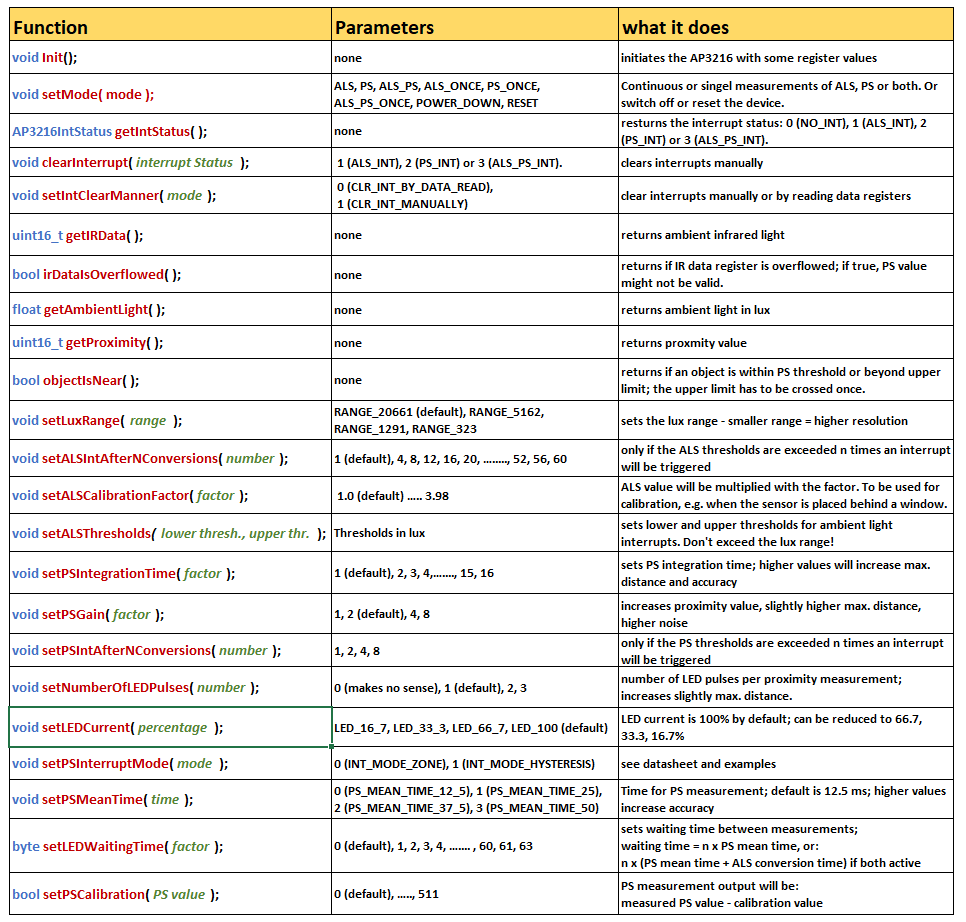 Function Parameters what it does
void Init(); none initiates the AP3216 with some register values
void setMode( mode ); ALS, PS, ALS_PS, ALS_ONCE, PS_ONCE, Continuous or singel measurements of ALS, PS or both. Or
ALS_PS_ONCE, POWER_DOWN, RESET switch off or reset the device.
AP3216IntStatus getIntStatus( ); none resturns the interrupt status: 0 (NO_INT), 1 (ALS_INT), 2
(PS_INT) or 3 (ALS_PS_INT).
void clearInterrupt( interrupt Status ); 1 (ALS_INT), 2 (PS_INT) or 3 (ALS_PS_INT). clears interrupts manually
void setIntClearManner( mode ); 0 (CLR_INT_BY_DATA_READ), clear interrupts manually or by reading data registers
1 (CLR_INT_MANUALLY)
uint16_t getIRData( ); none returns ambient infrared light
bool irDataIsOverflowed( ); none returns if IR data register is overflowed; if true, PS value
might not be valid.
float getAmbientLight( ); none returns ambient light in lux
uint16_t getProximity( ); none returns proxmity value
bool objectIsNear( ); none returns if an object is within PS threshold or beyond upper
limit; the upper limit has to be crossed once.
void setLuxRange( range ); RANGE_20661 (default), RANGE_5162, sets the lux range - smaller range = higher resolution
RANGE_1291, RANGE_323
void setALSIntAfterNConversions( number ); 1 (default), 4, 8, 12, 16, 20, ........, 52, 56, 60 only if the ALS thresholds are exceeded n times an interrupt
will be triggered
void setALSCalibrationFactor( factor ); 1.0 (default) ..... 3.98 ALS value will be multiplied with the factor. To be used for
calibration, e.g. when the sensor is placed behind a window.
void setALSThresholds( lower thresh., upper thr. ); Thresholds in lux sets lower and upper thresholds for ambient light
interrupts. Don't exceed the lux range!
void setPSIntegrationTime( factor ); 1 (default), 2, 3, 4,......., 15, 16 sets PS integration time; higher values will increase max.
distance and accuracy
void setPSGain( factor ); 1, 2 (default), 4, 8 increases proximity value, slightly higher max. distance,
higher noise
void setPSIntAfterNConversions( number ); 1, 2, 4, 8 only if the PS thresholds are exceeded n times an interrupt
will be triggered
void setNumberOfLEDPulses( number ); 0 (makes no sense), 1 (default), 2, 3 number of LED pulses per proximity measurement;
increases slightly max. distance.
void setLEDCurrent( percentage ); LED_16_7, LED_33_3, LED_66_7, LED_100 (default) LED current is 100% by default; can be reduced to 66.7,
33.3, 16.7%
void setPSInterruptMode( mode ); 0 (INT_MODE_ZONE), 1 (INT_MODE_HYSTERESIS) see datasheet and examples
void setPSMeanTime( time ); 0 (PS_MEAN_TIME_12_5), 1 (PS_MEAN_TIME_25), Time for PS measurement; default is 12.5 ms; higher values
2 (PS_MEAN_TIME_37_5), 3 (PS_MEAN_TIME_50) increase accuracy
byte setLEDWaitingTime( factor ); 0 (default), 1, 2, 3, 4, ....... , 60, 61, 63 sets waiting time between measurements;
waiting time = n x PS mean time, or:
n x (PS mean time + ALS conversion time) if both active
bool setPSCalibration( PS value ); 0 (default), ....., 511 PS measurement output will be:
measured PS value - calibration value